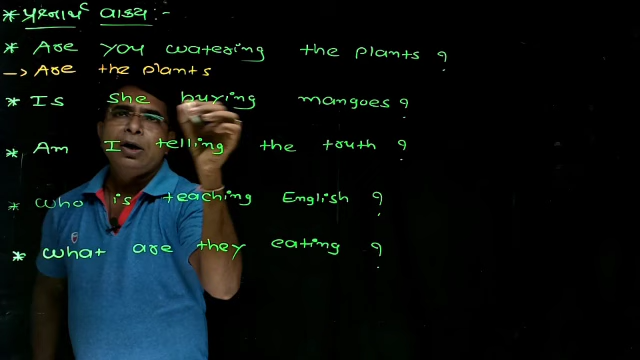 * પ્રશ્નાર્થ વાક્ય :-
* Are you watering the plants ?
→ Are the plants
* Is she buying mangoes ?
* Am I telling the truth ?
* Who is teaching English ?
* What are they eating ?